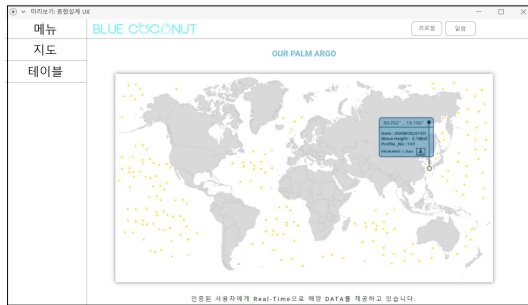 미리보기: 종합설계 UX
메뉴
BLUE COCONUT
프로필
알림
지도
테이블
OUR PALM ARGO
Profile_No : 141
인증된 사용자에게 Real-Time으로 해양 DATA를 제공하고 있습니다.